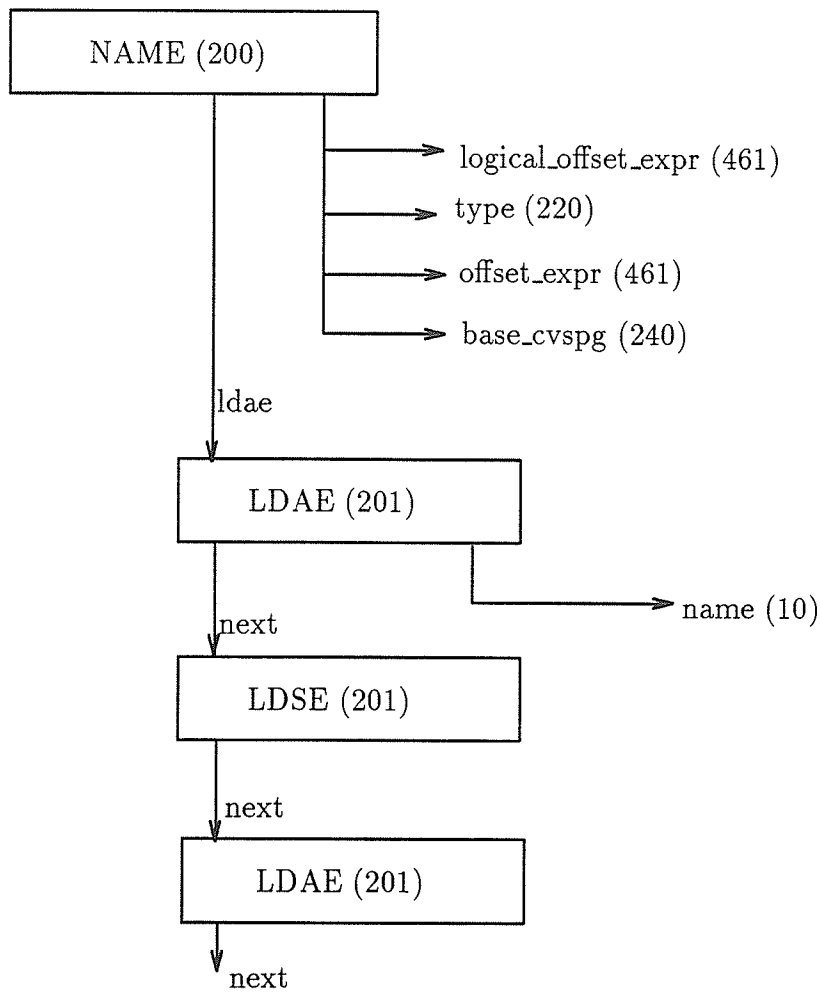 NAME (200)
logical_offset_expr (461)
type (220)
offset_expr (461)
base_cvspg (240)
ldae
LDAE (201)
name (10)
next
LDSE (201)
next
LDAE (201)
next